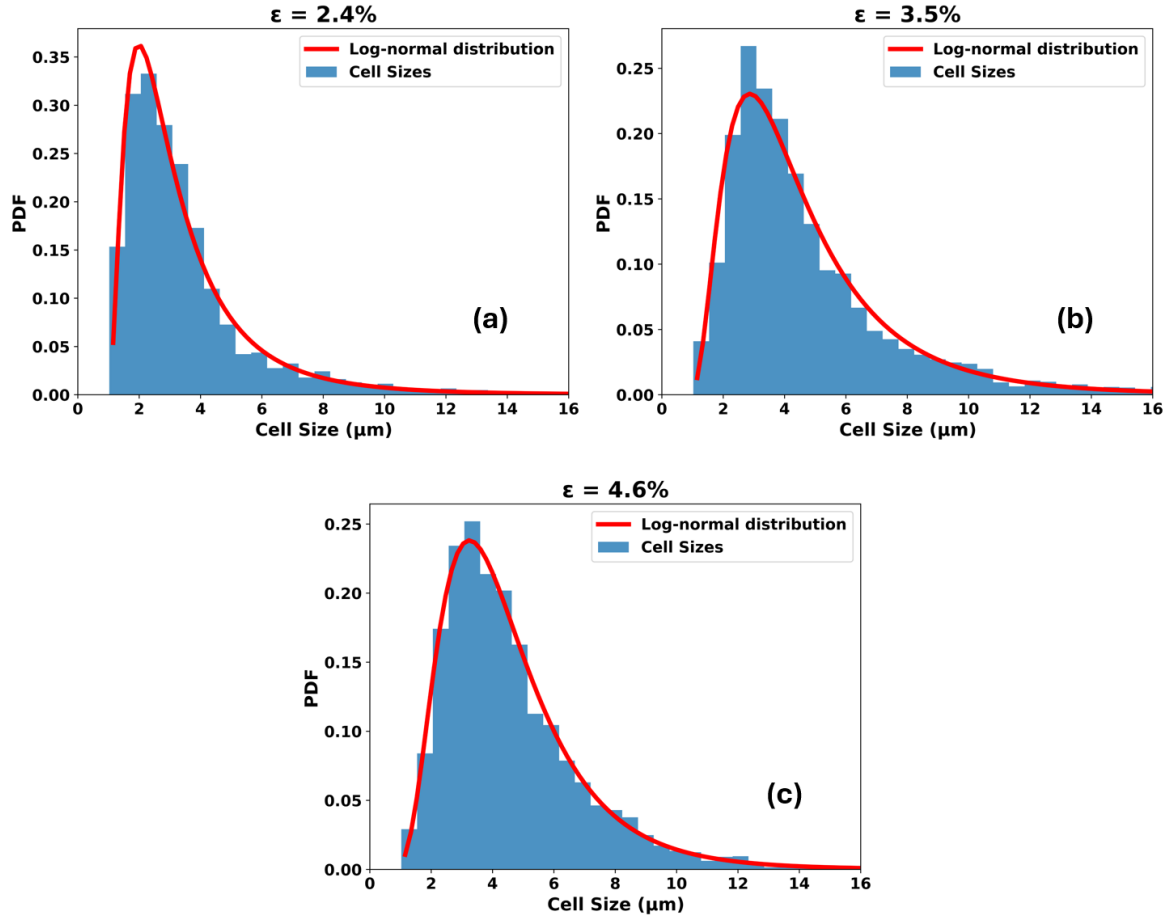 ε = 2.4%
Log-normal distribution
Cell Sizes
PDF
0.35
0.30
0.25
0.20
0.15
0.10
0.05
0.00
(a)
0 2 4 6 8 10 12 14 16
Cell Size (μm)
ε = 3.5%
Log-normal distribution
Cell Sizes
PDF
0.25
0.20
0.15
0.10
0.05
0.00
(b)
0 2 4 6 8 10 12 14 16
Cell Size (μm)
ε = 4.6%
Log-normal distribution
Cell Sizes
PDF
0.25
0.20
0.15
0.10
0.05
0.00
(c)
0 2 4 6 8 10 12 14 16
Cell Size (μm)